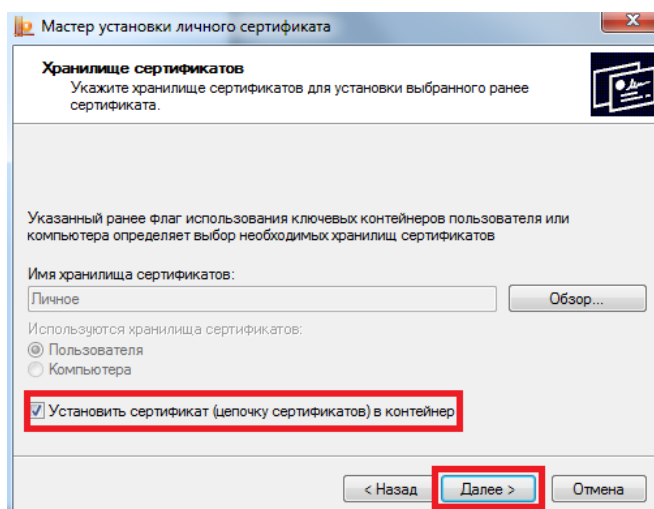 Мастер установки личного сертификата
Хранилище сертификатов
Укажите хранилище сертификатов для установки выбранного ранее
сертификата.
Указанный ранее флаг использования ключевых контейнеров пользователя или
компьютера определяет выбор необходимых хранилищ сертификатов
Имя хранилища сертификатов:
Личное
Обзор...
Используются хранилища сертификатов:
Пользователя
Компьютера
Установить сертификат (цепочку сертификатов) в контейнер
< Назад
Далее >
Отмена